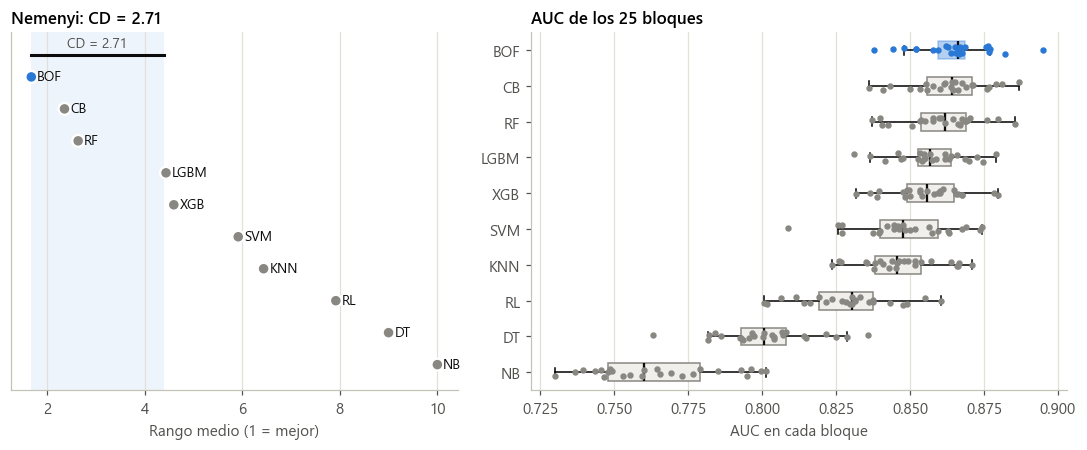 Nemenyi: CD = 2.71
CD = 2.71
BOF
CB
RF
LGBM
XGB
SVM
KNN
RL
DT
NB
2 4 6 8 10
Rango medio (1 = mejor)
AUC de los 25 bloques
BOF
CB
RF
LGBM
XGB
SVM
KNN
RL
DT
NB
0.725 0.750 0.775 0.800 0.825 0.850 0.875 0.900
AUC en cada bloque